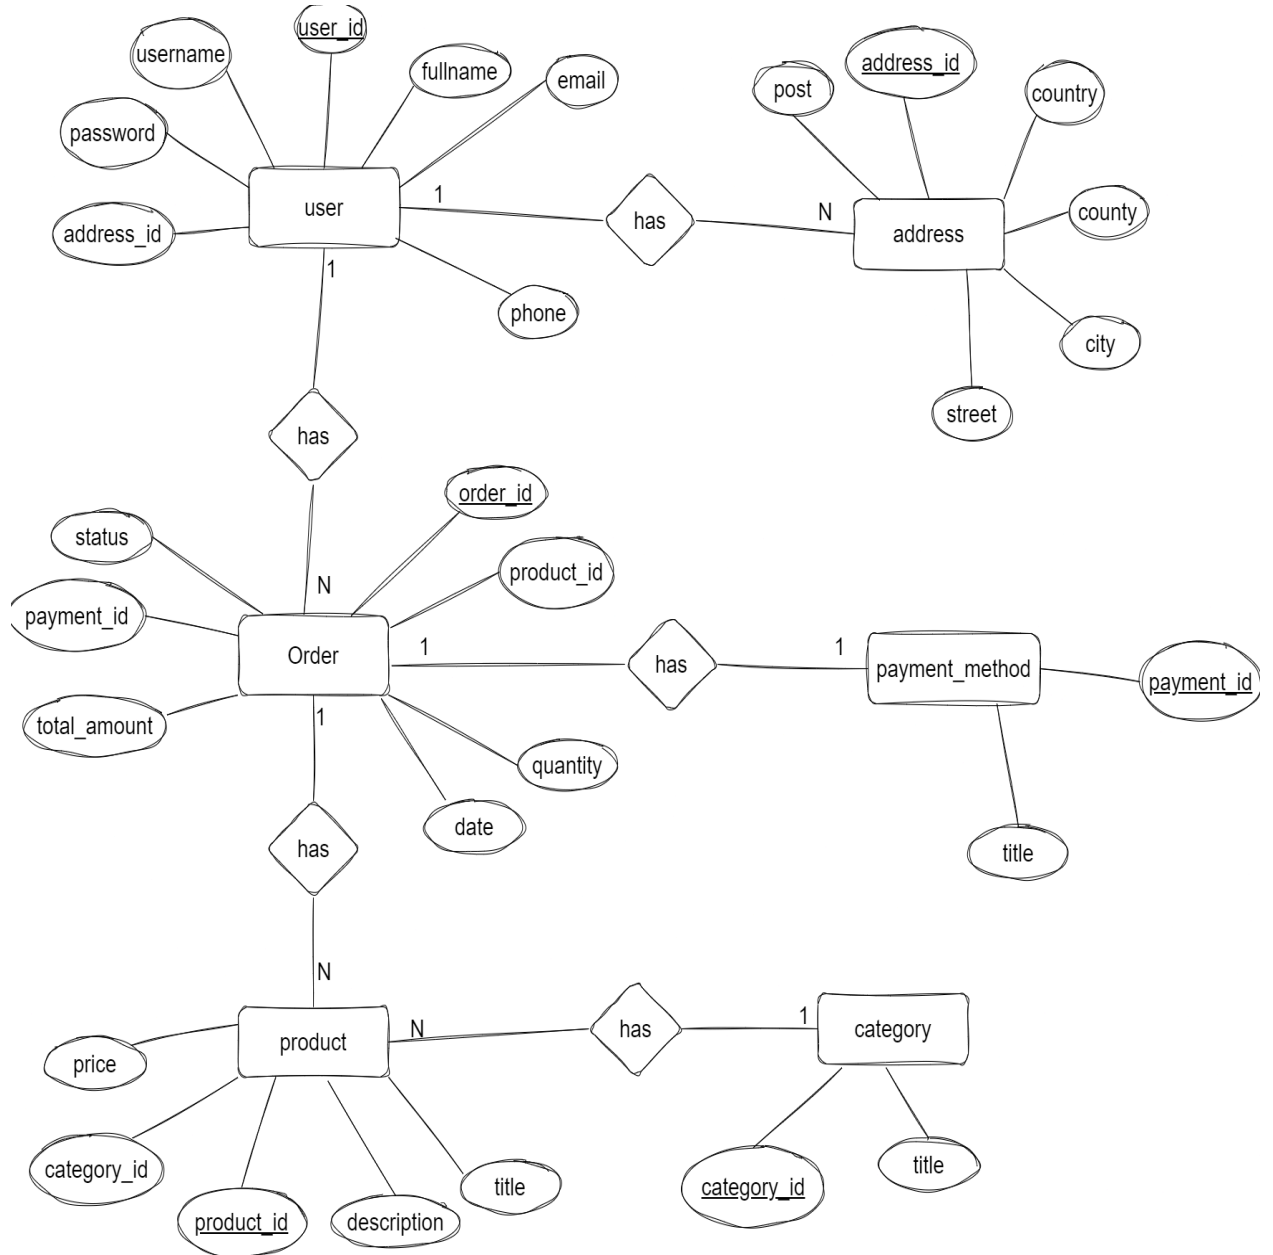 user_id
username
fullname
email
password
address_id
user
1
has
N
phone
1
post
address_id
country
address
county
city
street
has
N
order_id
status
product_id
payment_id
Order
1
has
1
payment_method
payment_id
total_amount
1
quantity
date
title
has
N
product
N
has
1
category
price
category_id
product_id
description
title
category_id
title